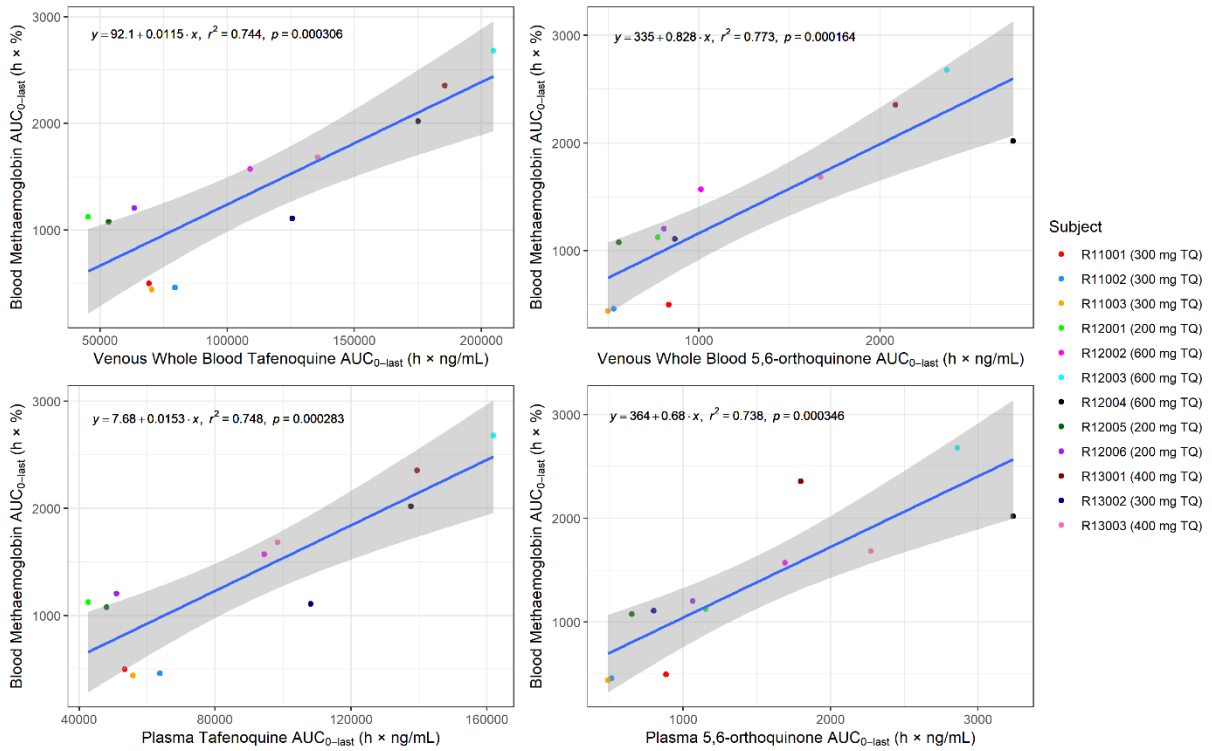 y = 92.1 + 0.0115 · x, r² = 0.744, p = 0.000306
3000
2000
1000
Blood Methaemoglobin AUC₀₋last (h × %)
50000 100000 150000 200000
Venous Whole Blood Tafenoquine AUC₀₋last (h × ng/mL)
y = 335 + 0.828 · x, r² = 0.773, p = 0.000164
3000
2000
1000
Blood Methaemoglobin AUC₀₋last (h × %)
1000 2000
Venous Whole Blood 5,6-orthoquinone AUC₀₋last (h × ng/mL)
y = 7.68 + 0.0153 · x, r² = 0.748, p = 0.000283
3000
2000
1000
Blood Methaemoglobin AUC₀₋last (h × %)
40000 80000 120000 160000
Plasma Tafenoquine AUC₀₋last (h × ng/mL)
y = 364 + 0.68 · x, r² = 0.738, p = 0.000346
3000
2000
1000
Blood Methaemoglobin AUC₀₋last (h × %)
1000 2000 3000
Plasma 5,6-orthoquinone AUC₀₋last (h × ng/mL)
Subject
R11001 (300 mg TQ)
R11002 (300 mg TQ)
R11003 (300 mg TQ)
R12001 (200 mg TQ)
R12002 (600 mg TQ)
R12003 (600 mg TQ)
R12004 (600 mg TQ)
R12005 (200 mg TQ)
R12006 (200 mg TQ)
R13001 (400 mg TQ)
R13002 (300 mg TQ)
R13003 (400 mg TQ)